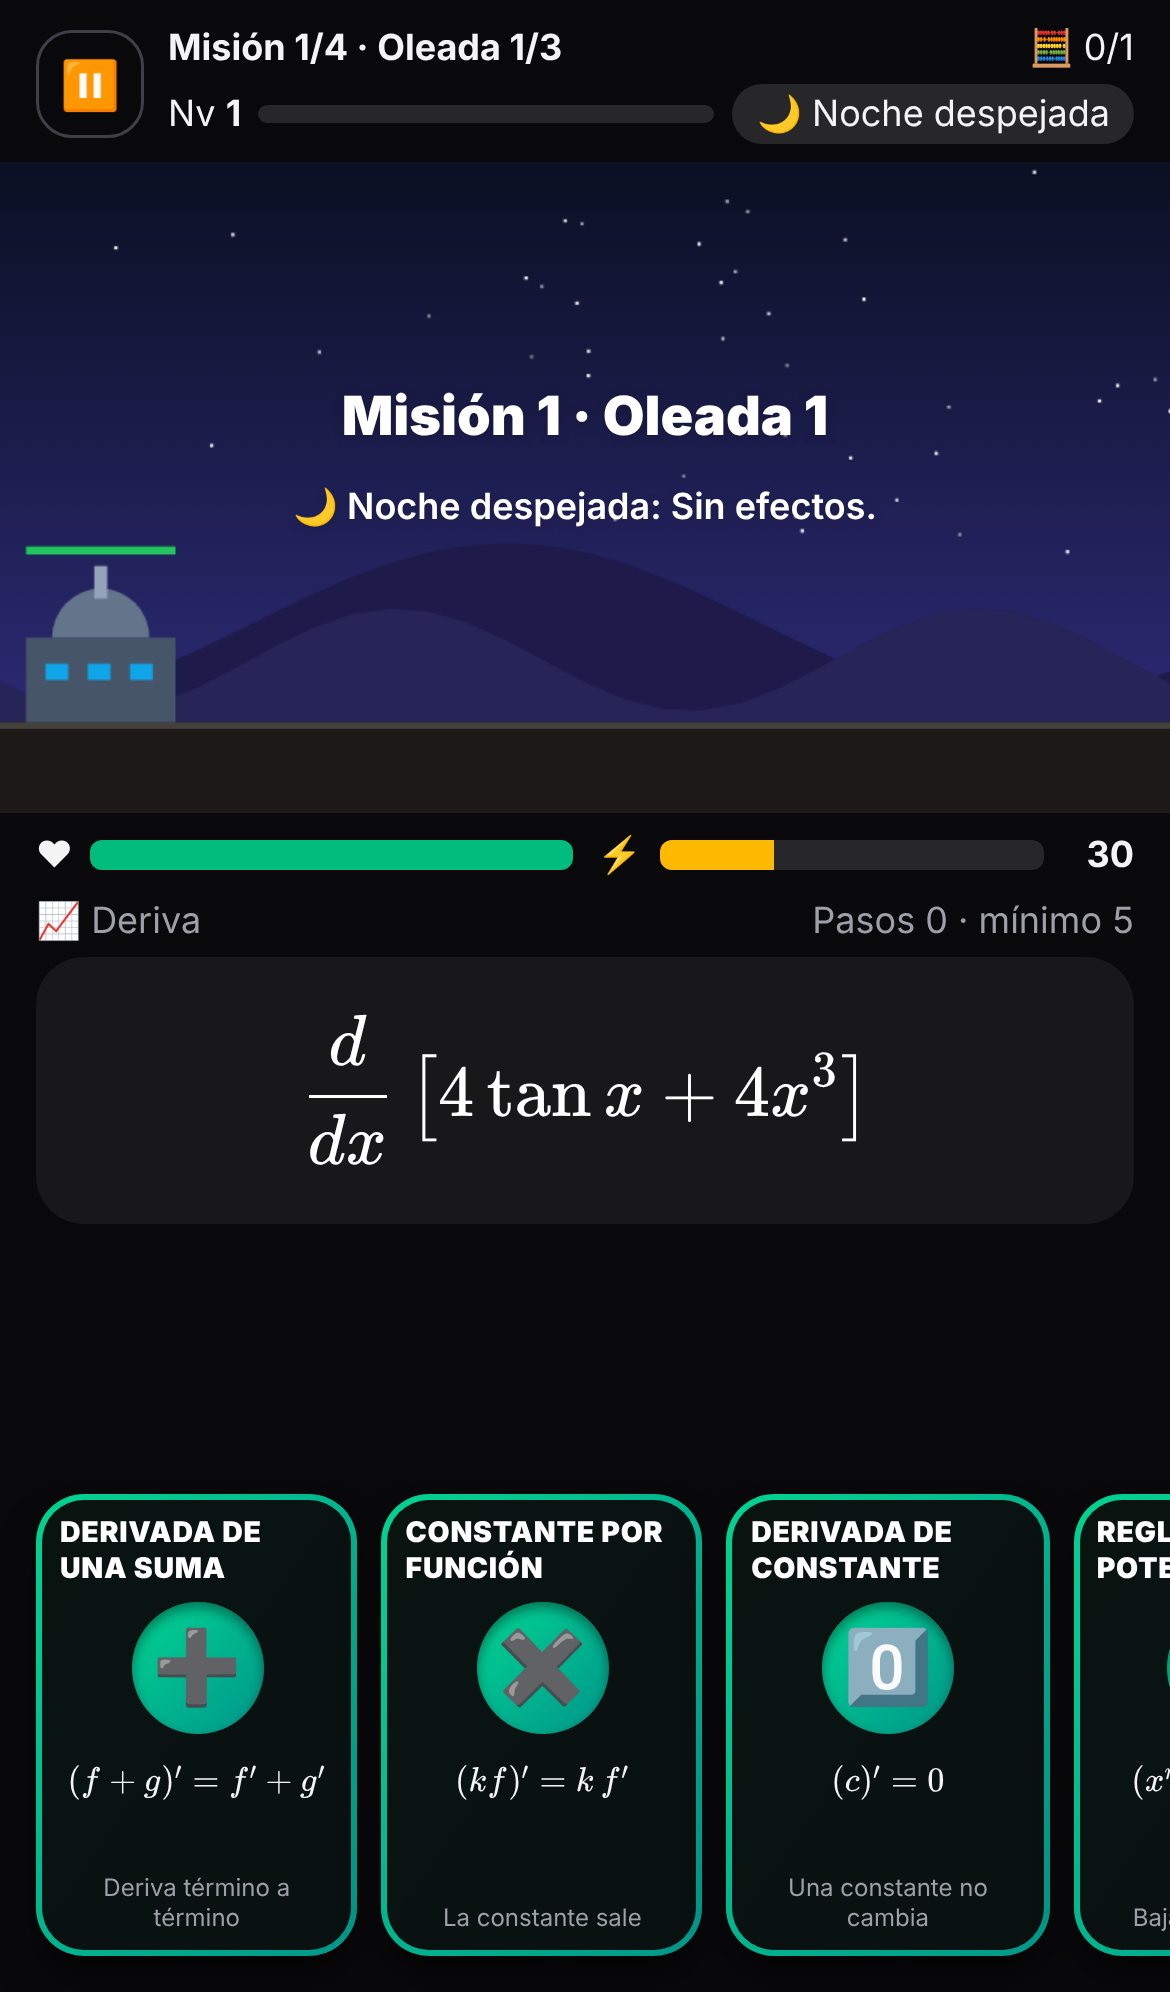 Misión 1/4 · Oleada 1/3
🧮 0/1
Nv 1
🌙 Noche despejada
Misión 1 · Oleada 1
🌙 Noche despejada: Sin efectos.
30
📈 Deriva
Pasos 0 · mínimo 5
d/dx [4 tan x + 4x³]
DERIVADA DE
UNA SUMA
(f + g)′ = f′ + g′
Deriva término a
término
CONSTANTE POR
FUNCIÓN
(kf)′ = k f′
La constante sale
DERIVADA DE
CONSTANTE
0
(c)′ = 0
Una constante no
cambia